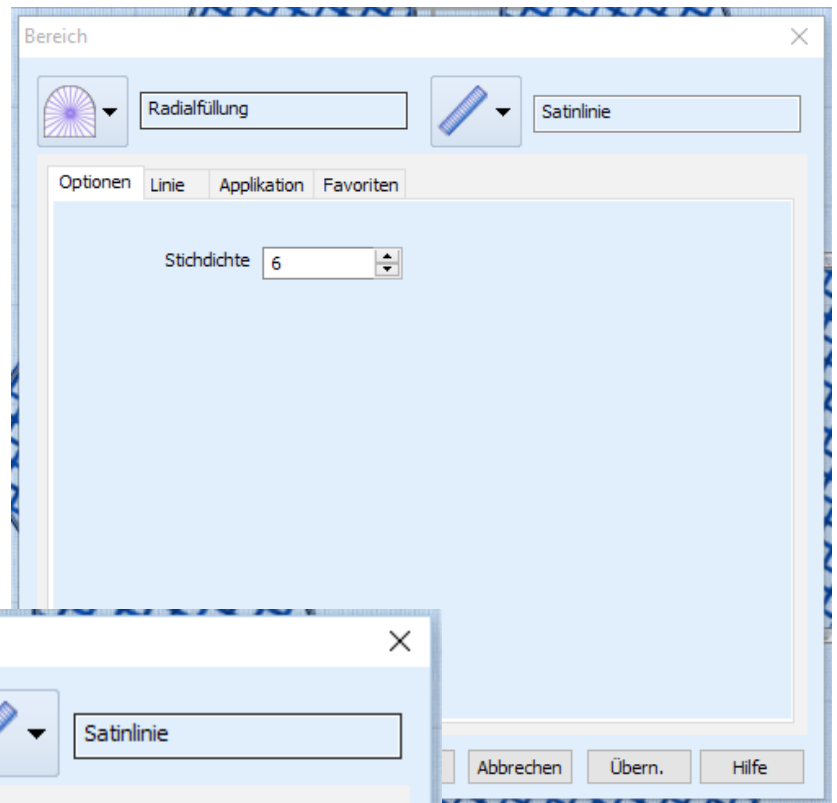 Bereich
Radialfüllung Satinlinie
Optionen Linie Applikation Favoriten
Stichdichte 6
Satinlinie
Abbrechen Übern. Hilfe